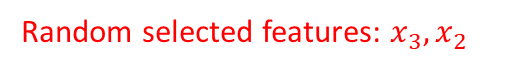 Random selected features: x₃, x₂